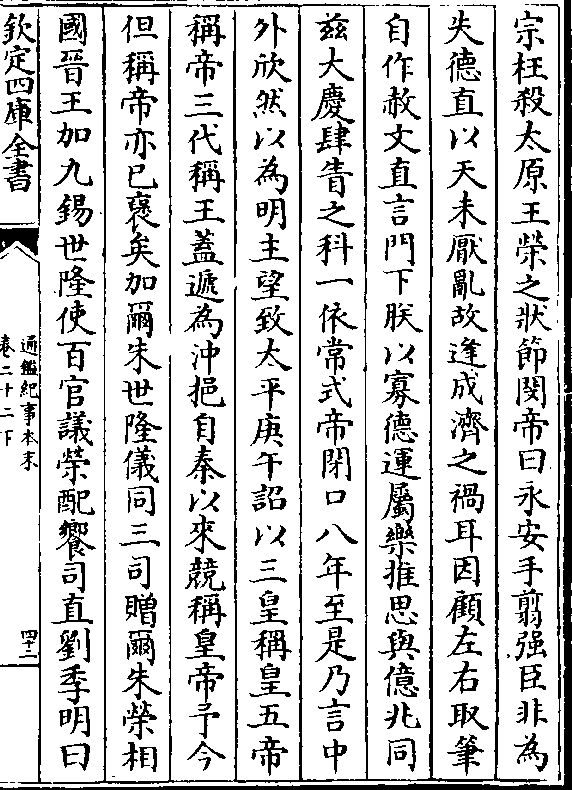 宗枉殺太原王榮之狀節閔帝曰永安手翦强臣非為
失德直以天未厭亂故逢成濟之禍耳因顧左右取筆
自作赦文直言門下朕以寡德運屬樂推思與億兆同
兹大慶肆眚之科一依常式帝閉口八年至是乃言中
外欣然以為明主望致太平庚午詔以三皇稱皇五帝
稱帝三代稱王蓋遞為沖挹自秦以來競稱皇帝予今
但稱帝亦已襃矣加爾朱世隆儀同三司贈爾朱榮相
國晉王加九錫世隆使百官議榮配饗司直劉季明曰
欽定四庫全書
通鑑紀事本末
卷二十二下
四十二